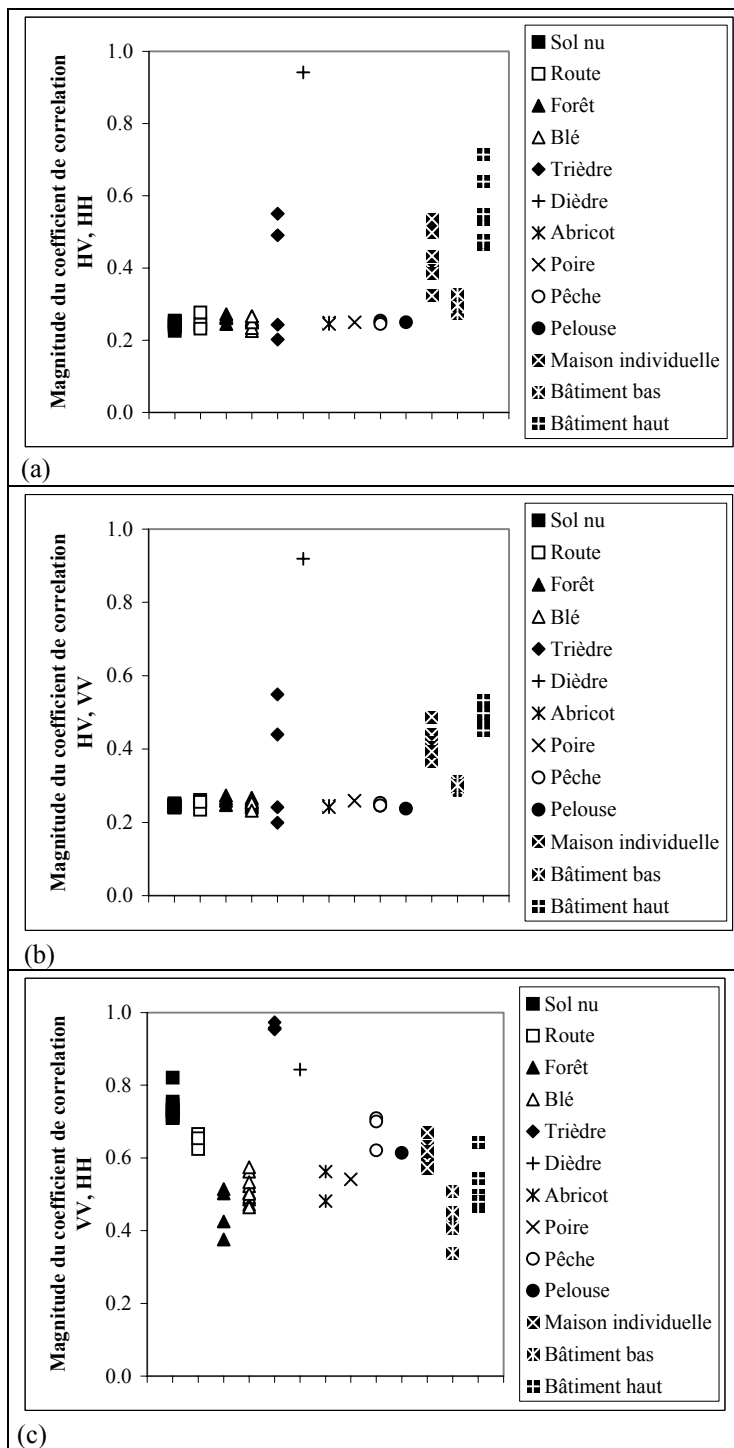 Magnitude du coefficient de correlation
HV, HH
1.0
0.8
0.6
0.4
0.2
0.0
Sol nu
Route
Forêt
Blé
Trièdre
Dièdre
Abricot
Poire
Pêche
Pelouse
Maison individuelle
Bâtiment bas
Bâtiment haut
(a)
Magnitude du coefficient de correlation
HV, VV
1.0
0.8
0.6
0.4
0.2
0.0
Sol nu
Route
Forêt
Blé
Trièdre
Dièdre
Abricot
Poire
Pêche
Pelouse
Maison individuelle
Bâtiment bas
Bâtiment haut
(b)
Magnitude du coefficient de correlation
VV, HH
1.0
0.8
0.6
0.4
0.2
0.0
Sol nu
Route
Forêt
Blé
Trièdre
Dièdre
Abricot
Poire
Pêche
Pelouse
Maison individuelle
Bâtiment bas
Bâtiment haut
(c)